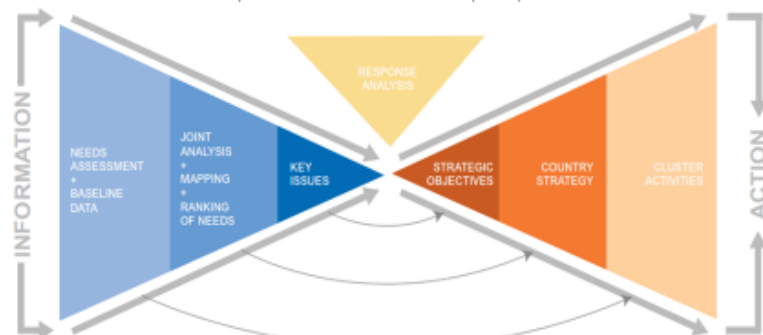 INFORMATION
NEEDS
ASSESSMENT
+
BASELINE
DATA
JOINT
ANALYSIS
+
MAPPING
+
RANKING
OF NEEDS
KEY
ISSUES
RESPONSE
ANALYSIS
STRATEGIC
OBJECTIVES
COUNTRY
STRATEGY
CLUSTER
ACTIVITIES
ACTION